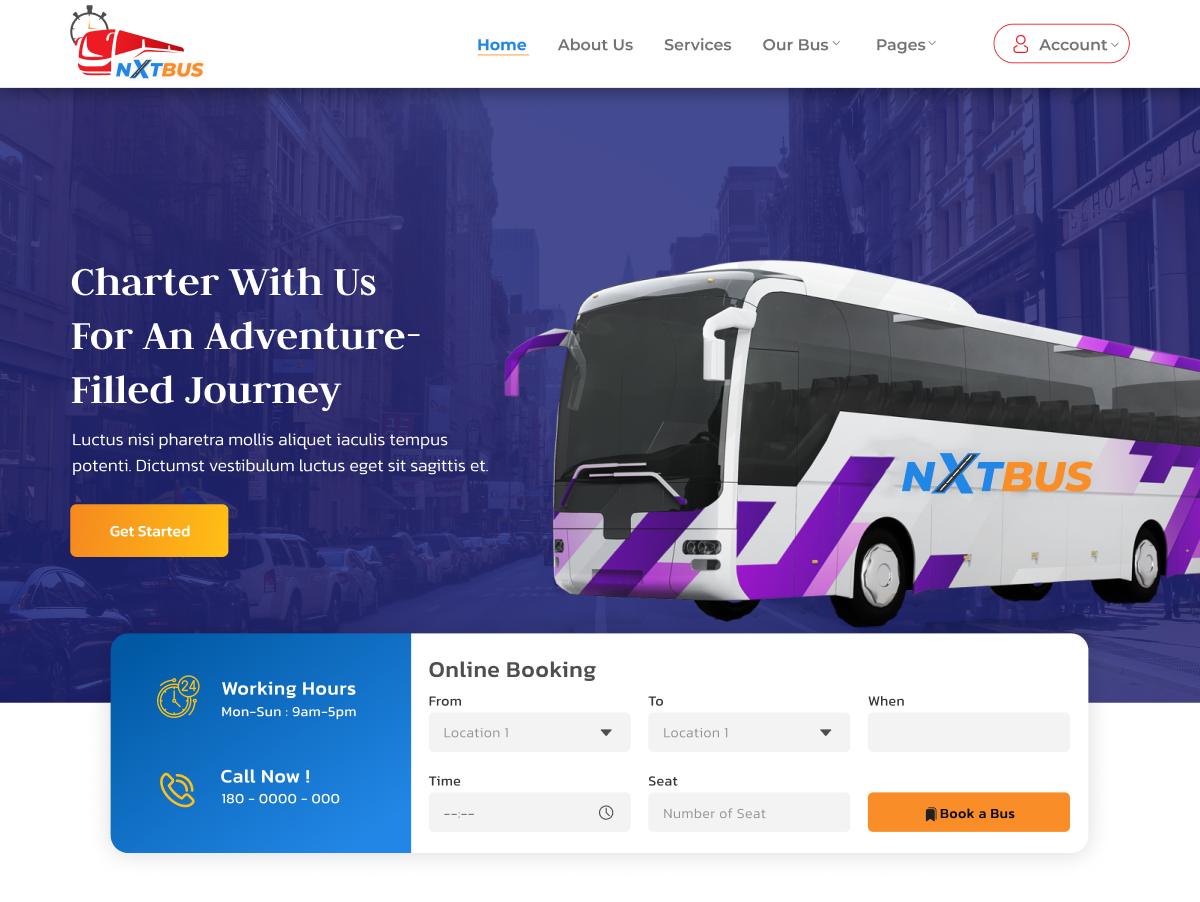 NXTBUS
Home
About Us
Services
Our Bus
Pages
Account
SCHOLASTIC
Charter With Us
For An Adventure-
Filled Journey
Luctus nisi pharetra mollis aliquet iaculis tempus
potenti. Dictumst vestibulum luctus eget sit sagittis et.
Get Started
NXTBUS
24
Working Hours
Mon-Sun : 9am-5pm
Call Now !
180 - 0000 - 000
Online Booking
From
To
When
Location 1
Location 1
Time
Seat
--:--
Number of Seat
Book a Bus